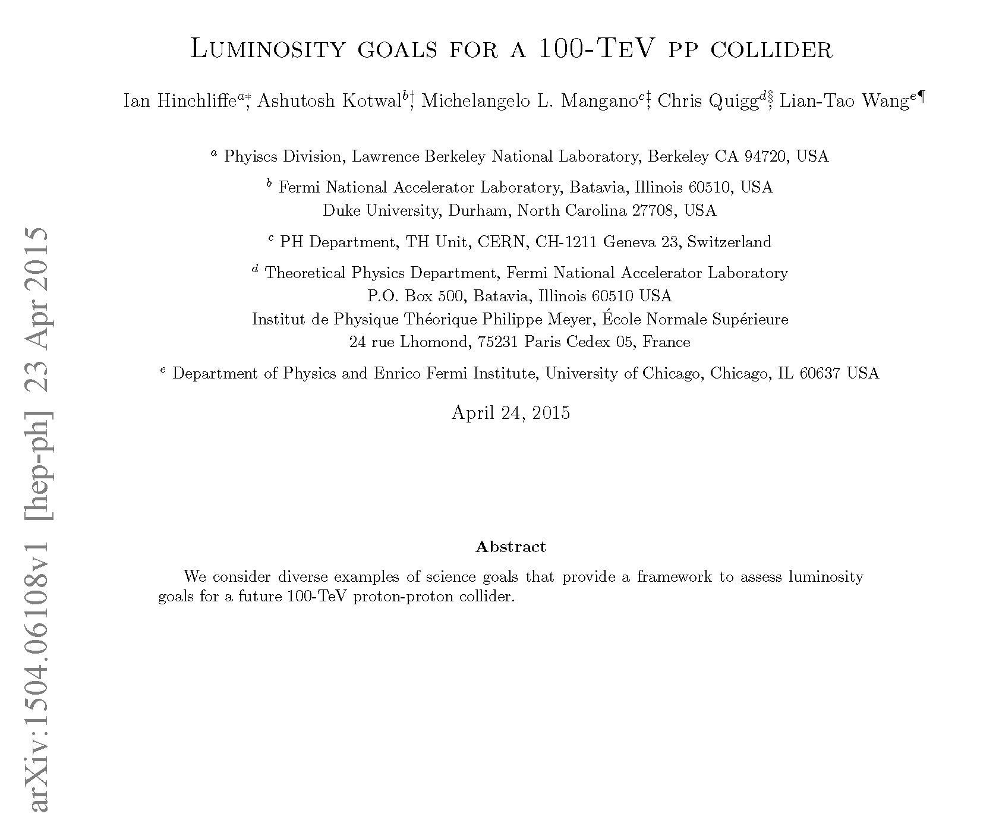 Luminosity goals for a 100-TeV pp collider
Ian Hinchliffe^a*, Ashutosh Kotwal^b†, Michelangelo L. Mangano^c‡, Chris Quigg^d§, Lian-Tao Wang^e¶
^a Phyiscs Division, Lawrence Berkeley National Laboratory, Berkeley CA 94720, USA
^b Fermi National Accelerator Laboratory, Batavia, Illinois 60510, USA
Duke University, Durham, North Carolina 27708, USA
^c PH Department, TH Unit, CERN, CH-1211 Geneva 23, Switzerland
^d Theoretical Physics Department, Fermi National Accelerator Laboratory
P.O. Box 500, Batavia, Illinois 60510 USA
Institut de Physique Théorique Philippe Meyer, École Normale Supérieure
24 rue Lhomond, 75231 Paris Cedex 05, France
^e Department of Physics and Enrico Fermi Institute, University of Chicago, Chicago, IL 60637 USA
April 24, 2015
Abstract
We consider diverse examples of science goals that provide a framework to assess luminosity
goals for a future 100-TeV proton-proton collider.
arXiv:1504.06108v1 [hep-ph] 23 Apr 2015